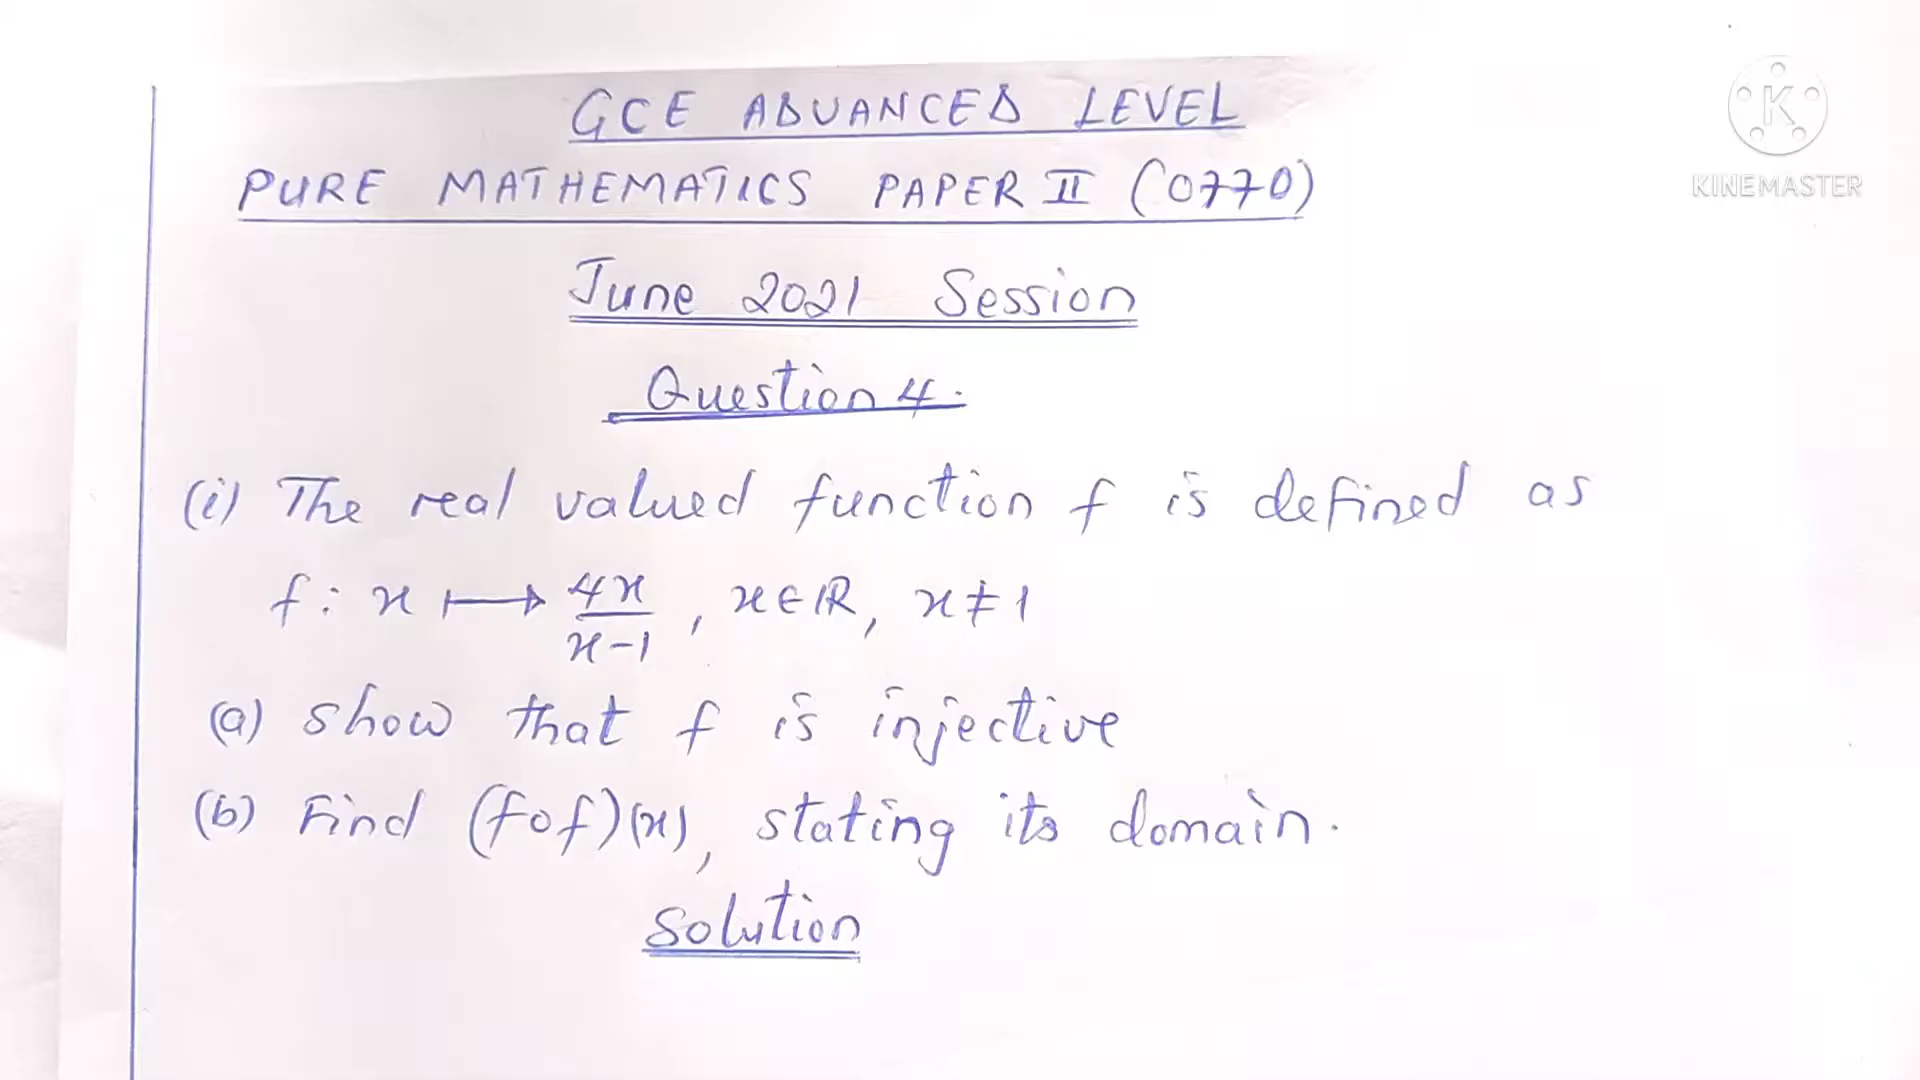 GCE ADVANCED LEVEL
PURE MATHEMATICS PAPER II (0770)
June 2021 Session
Question 4.
(i) The real valued function f is defined as
f: x ⟼ 4x/x-1, x∈ℝ, x≠1
(a) show that f is injective
(b) Find (fof)(x), stating its domain.
Solution
K
KINEMASTER